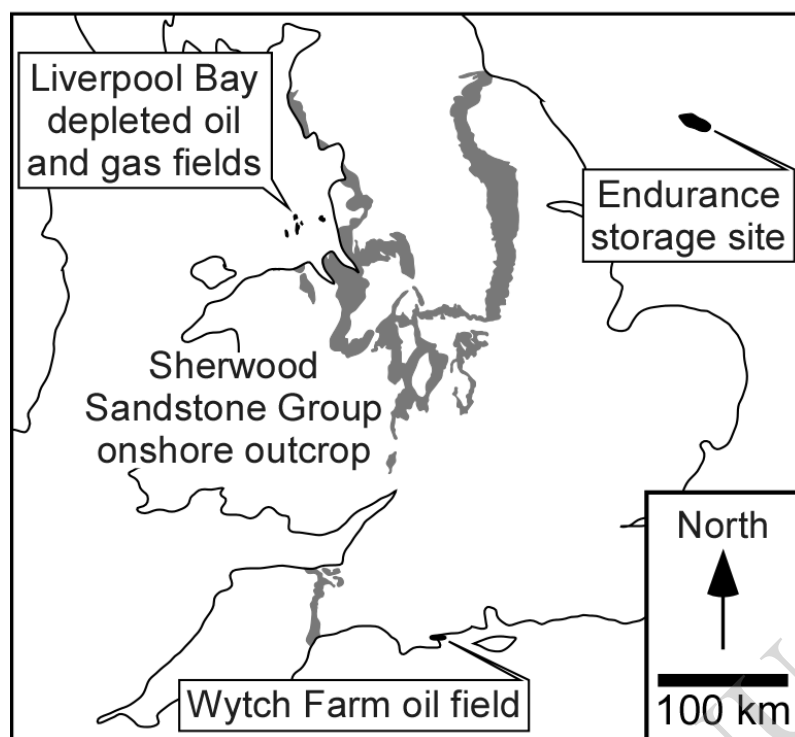 Liverpool Bay
depleted oil
and gas fields
Endurance
storage site
Sherwood
Sandstone Group
onshore outcrop
North
100 km
Wytch Farm oil field